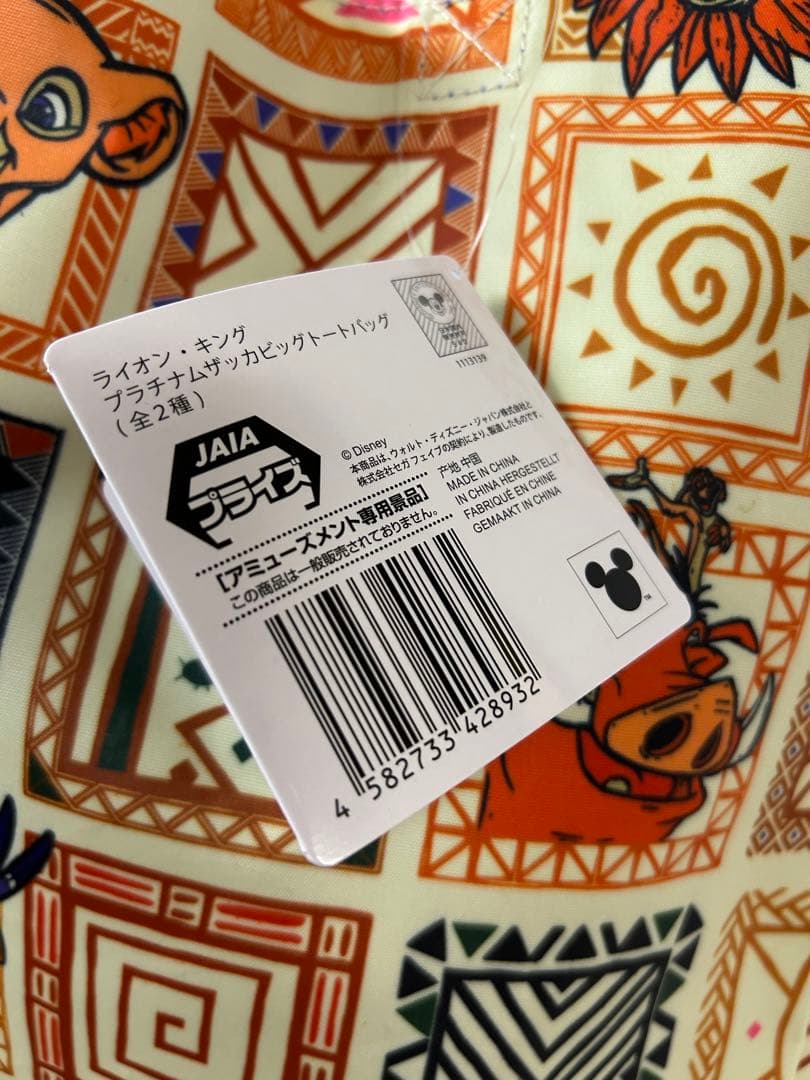 ライオン・キング
プラチナムザッカビッグトートバッグ
(全2種)
1113139
JAIA
プライズ
© Disney
本商品は、ウォルト・ディズニー・ジャパン株式会社と
株式会社セガ フェイブの契約により、製造したものです。
[アミューズメント専用景品]
この商品は一般販売されておりません。
产地 中国
MADE IN CHINA
IN CHINA HERGESTELLT
FABRIQUÉ EN CHINE
GEMAAKT IN CHINA
TM
4 582733 428932